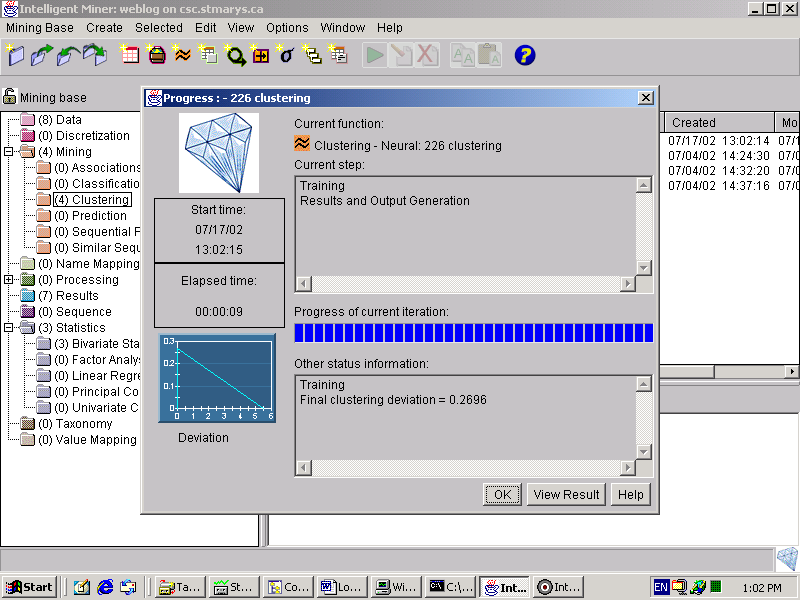 Intelligent Miner: weblog on csc.stmarys.ca
Mining Base Create Selected Edit View Options Window Help
Mining base
(8) Data
(0) Discretization
(4) Mining
(0) Associations
(0) Classificatio
(4) Clustering
(0) Prediction
(0) Sequential P
(0) Similar Sequ
(0) Name Mapping
(0) Processing
(7) Results
(0) Sequence
(3) Statistics
(3) Bivariate Sta
(0) Factor Analys
(0) Linear Regre
(0) Principal Co
(0) Univariate C
(0) Taxonomy
(0) Value Mapping
Progress : - 226 clustering
Start time:
07/17/02
13:02:15
Elapsed time:
00:00:09
0.3
0.2
0.1
0
0 1 2 3 4 5 6
Deviation
Current function:
Clustering - Neural: 226 clustering
Current step:
Training
Results and Output Generation
Progress of current iteration:
Other status information:
Training
Final clustering deviation = 0.2696
OK View Result Help
Created Mo
07/17/02 13:02:14 07/1
07/04/02 14:24:30 07/0
07/04/02 14:32:20 07/0
07/04/02 14:37:16 07/0
Start Ta... St... Co... Lo... Wi... C:\... Int... Int... EN 1:02 PM